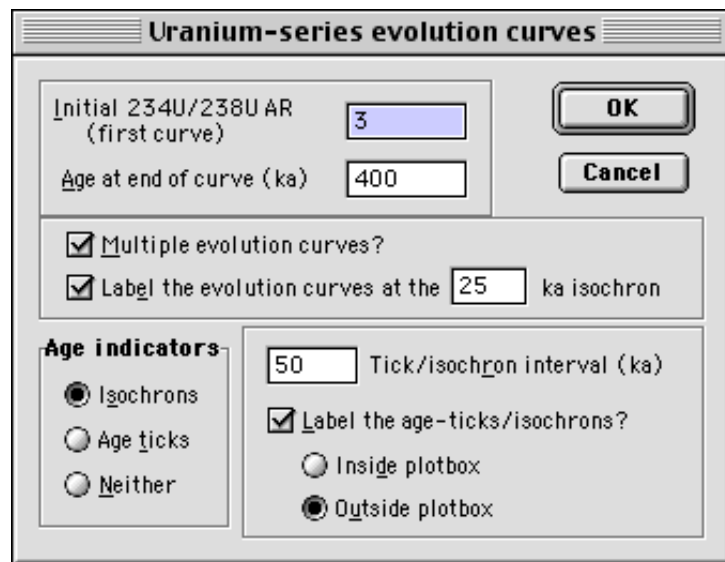 Uranium-series evolution curves
Initial 234U/238U AR
(first curve)
3
OK
Age at end of curve (ka)
400
Cancel
Multiple evolution curves?
Label the evolution curves at the 25 ka isochron
Age indicators
Isochrons
Age ticks
Neither
50 Tick/isochron interval (ka)
Label the age-ticks/isochrons?
Inside plotbox
Outside plotbox